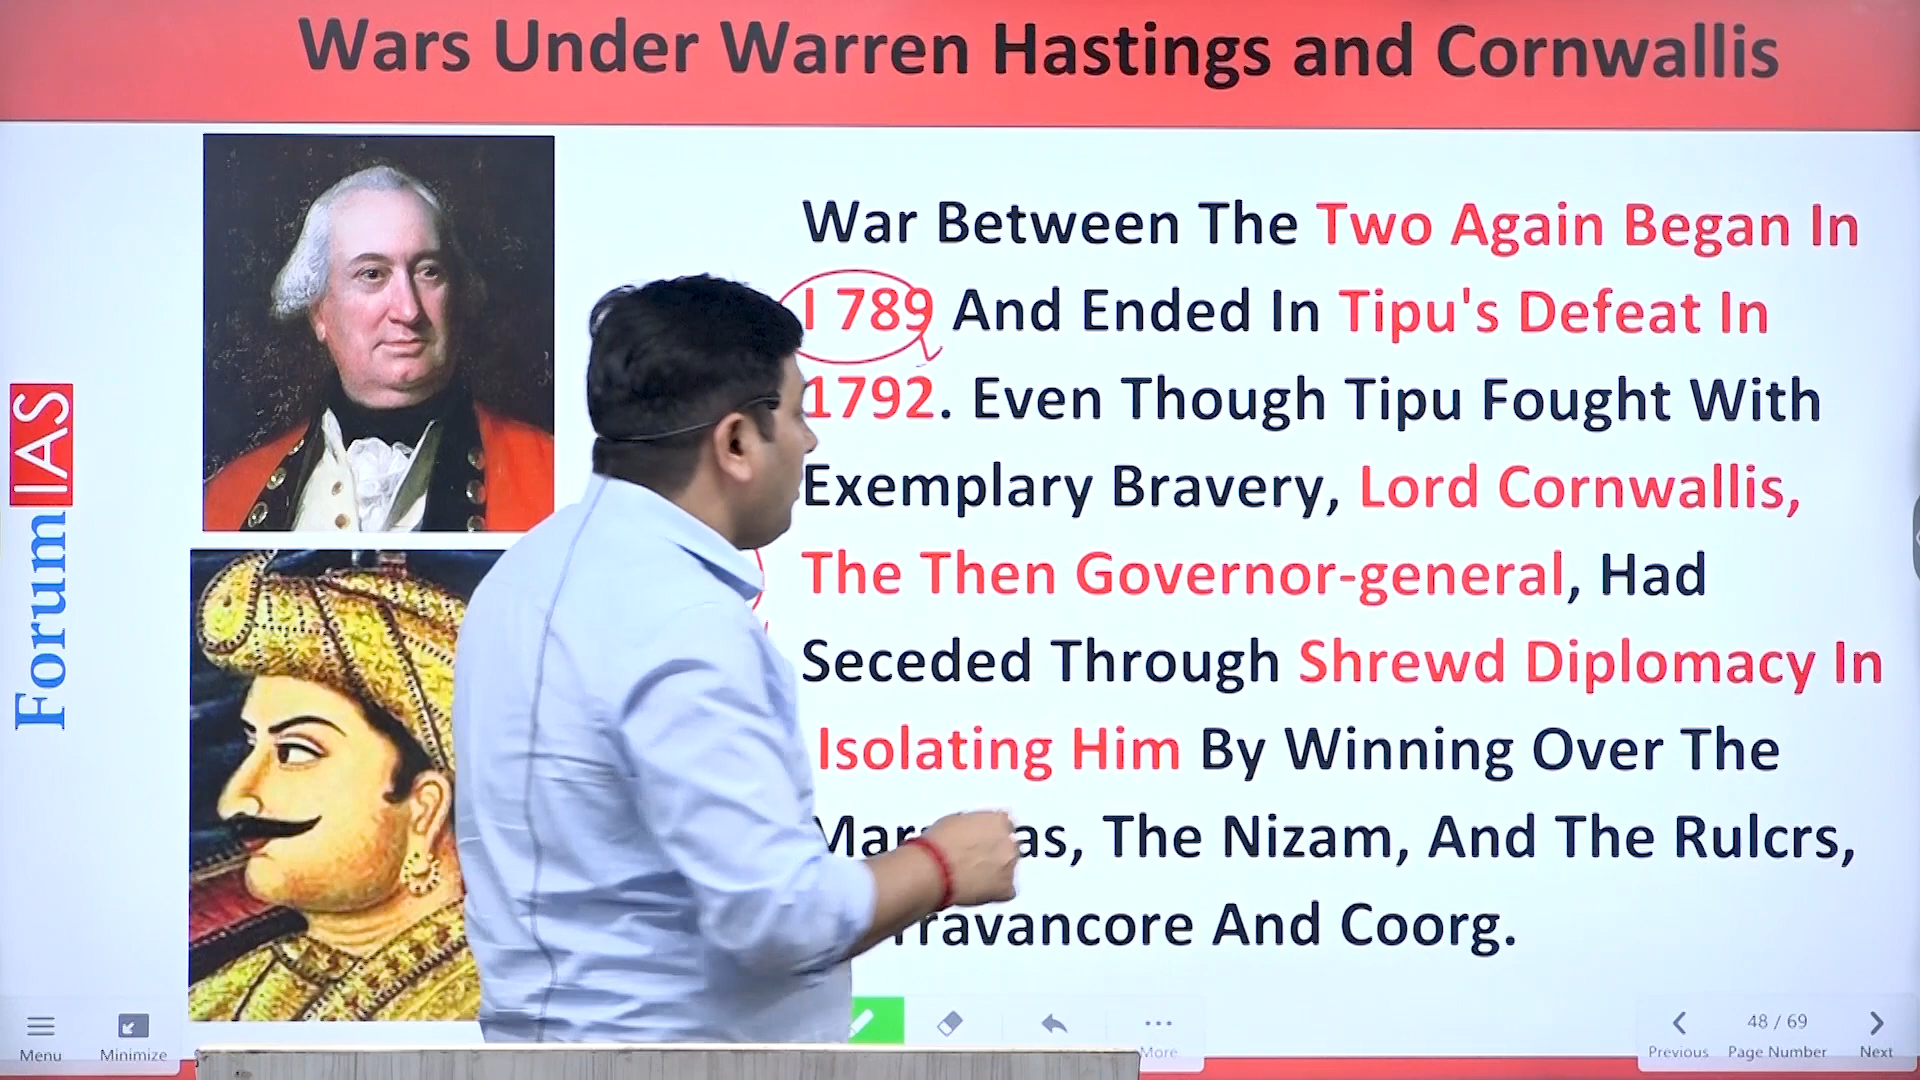 Wars Under Warren Hastings and Cornwallis
War Between The Two Again Began In
I 789 And Ended In Tipu's Defeat In
1792. Even Though Tipu Fought With
Exemplary Bravery, Lord Cornwallis,
The Then Governor-general, Had
Seceded Through Shrewd Diplomacy In
Isolating Him By Winning Over The
The Nizam, And The Rulcrs,
And Coorg.
Forum IAS
Menu
Minimize
More
48 / 69
Previous Page Number Next